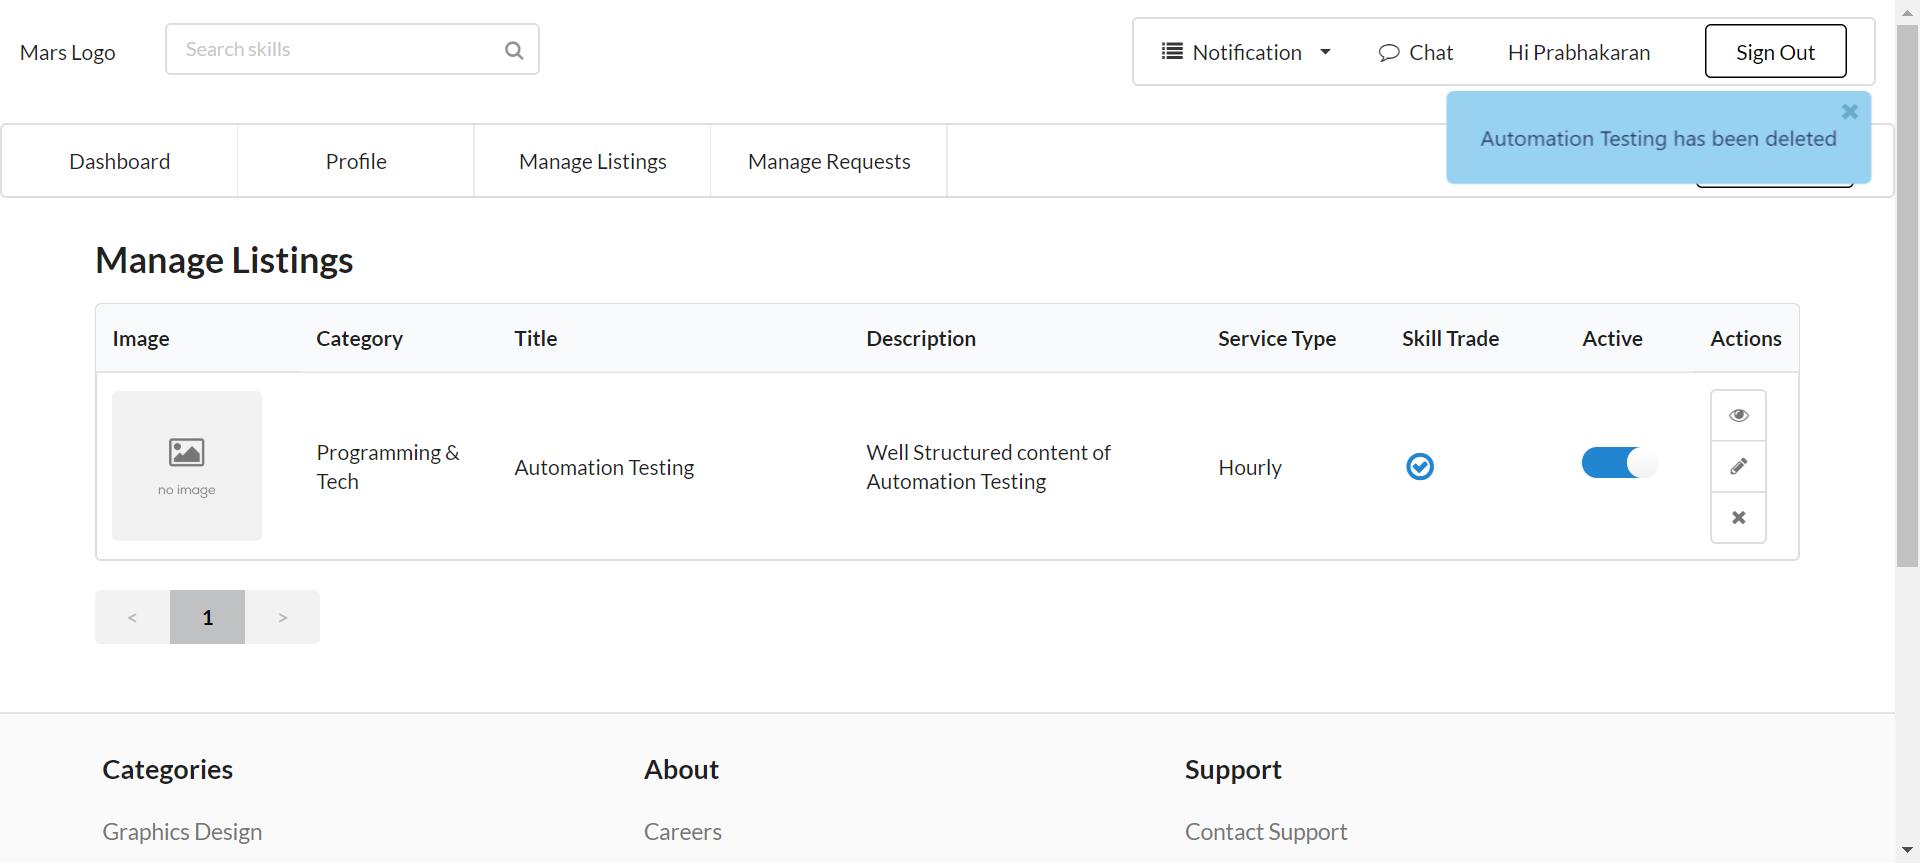 Mars Logo
Search skills
Notification
Chat
Hi Prabhakaran
Sign Out
Automation Testing has been deleted
Dashboard
Profile
Manage Listings
Manage Requests
Manage Listings
Image
Category
Title
Description
Service Type
Skill Trade
Active
Actions
no image
Programming &
Tech
Automation Testing
Well Structured content of
Automation Testing
Hourly
< 1 >
Categories
About
Support
Graphics Design
Careers
Contact Support